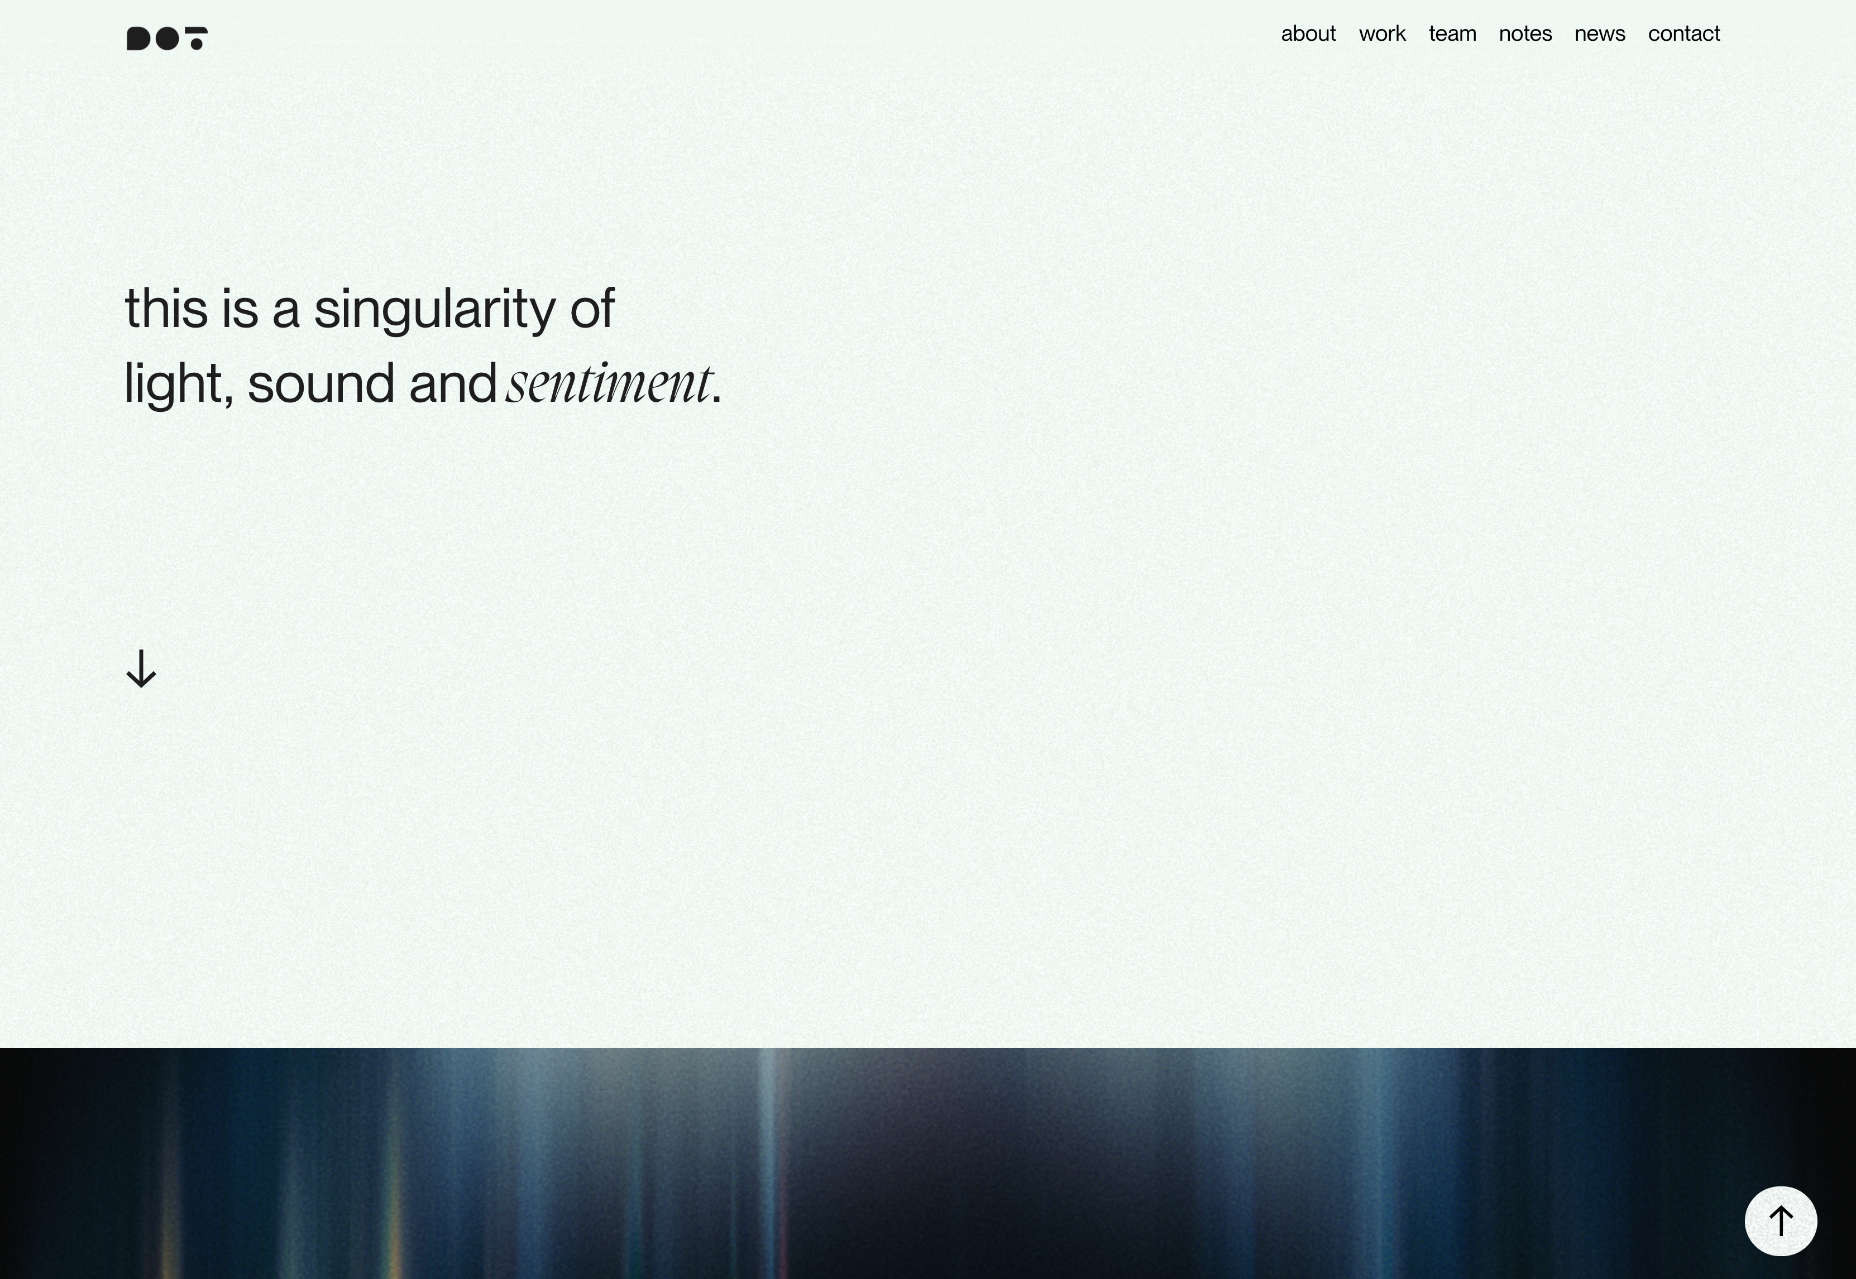 DOT
about work team notes news contact
this is a singularity of
light, sound and sentiment.